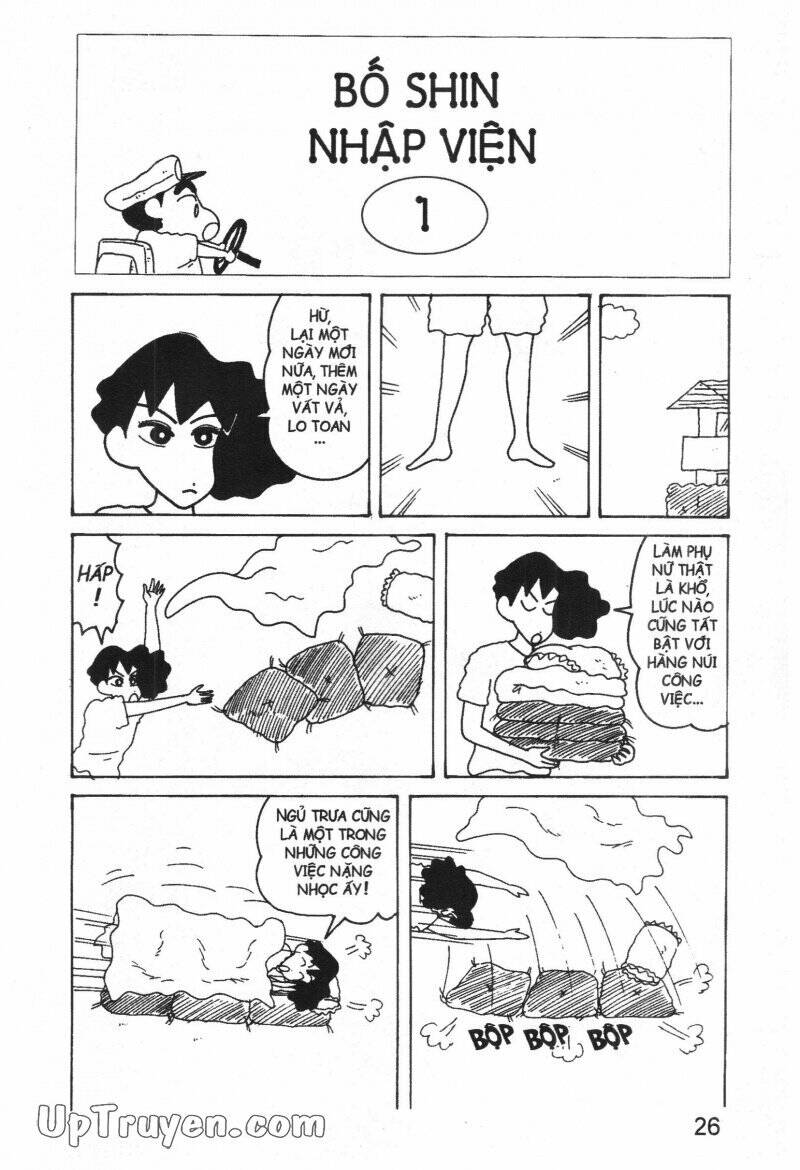 BỐ SHIN
NHẬP VIỆN
1
HỪ,
LẠI MỘT
NGÀY MỚI
NỮA, THÊM
MỘT NGÀY
VẤT VẢ,
LO TOAN
...
LÀM PHỤ
NỮ THẬT
LÀ KHỔ,
LÚC NÀO
CŨNG TẤT
BẬT VỚI
HÀNG NÚI
CÔNG
VIỆC...
HẤP
!
BỘP BỘP BỘP
NGỦ TRƯA CŨNG
LÀ MỘT TRONG
NHỮNG CÔNG
VIỆC NẶNG
NHỌC ẤY!
UpTruyen.com
26